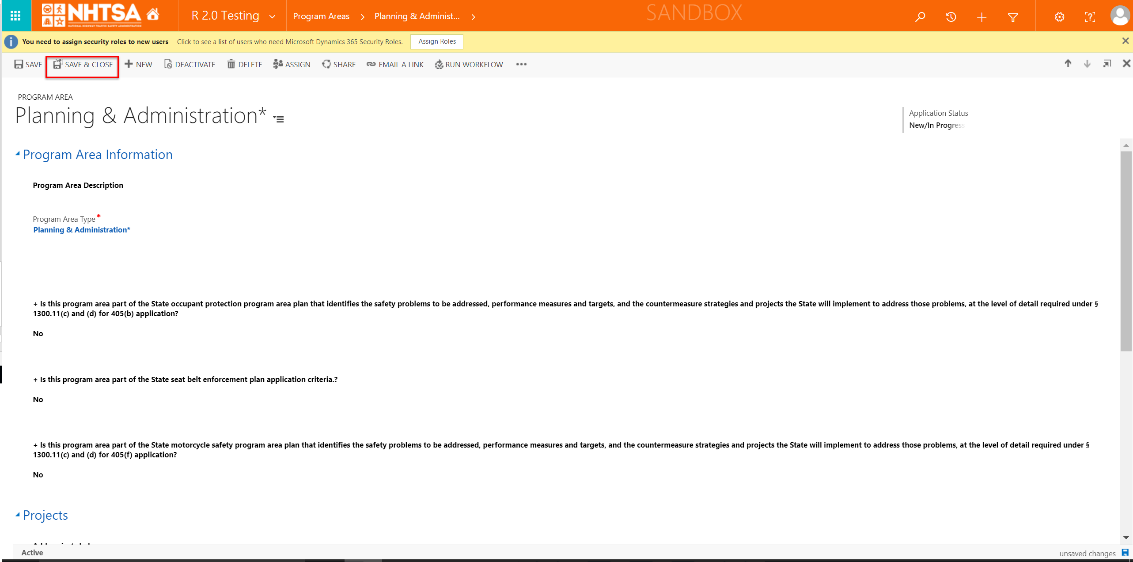 NHTSA R 2.0 Testing Program Areas Planning & Administ... SANDBOX
You need to assign security roles to new users Click to see a list of users who need Microsoft Dynamics 365 Security Roles. Assign Roles
SAVE SAVE & CLOSE NEW DEACTIVATE DELETE ASSIGN SHARE EMAIL A LINK RUN WORKFLOW •••
PROGRAM AREA
Planning & Administration*
Application Status
New/In Progress
Program Area Information
Program Area Description
Program Area Type *
Planning & Administration*
+ Is this program area part of the State occupant protection program area plan that identifies the safety problems to be addressed, performance measures and targets, and the countermeasure strategies and projects the State will implement to address those problems, at the level of detail required under §
1300.11(c) and (d) for 405(b) application?
No
+ Is this program area part of the State seat belt enforcement plan application criteria.?
No
+ Is this program area part of the State motorcycle safety program area plan that identifies the safety problems to be addressed, performance measures and targets, and the countermeasure strategies and projects the State will implement to address those problems, at the level of detail required under §
1300.11(c) and (d) for 405(f) application?
No
Projects
Active unsaved changes